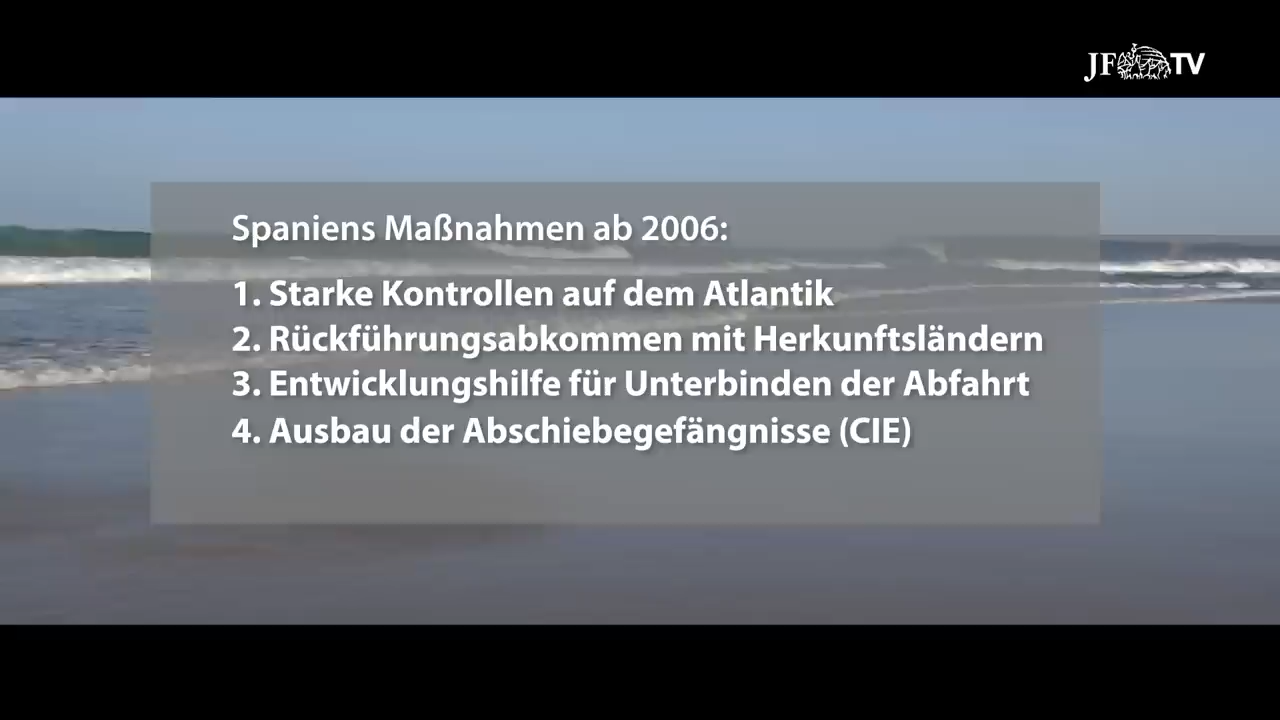 JF TV
Spaniens Maßnahmen ab 2006:
1. Starke Kontrollen auf dem Atlantik
2. Rückführungsabkommen mit Herkunftsländern
3. Entwicklungshilfe für Unterbinden der Abfahrt
4. Ausbau der Abschiebegefängnisse (CIE)